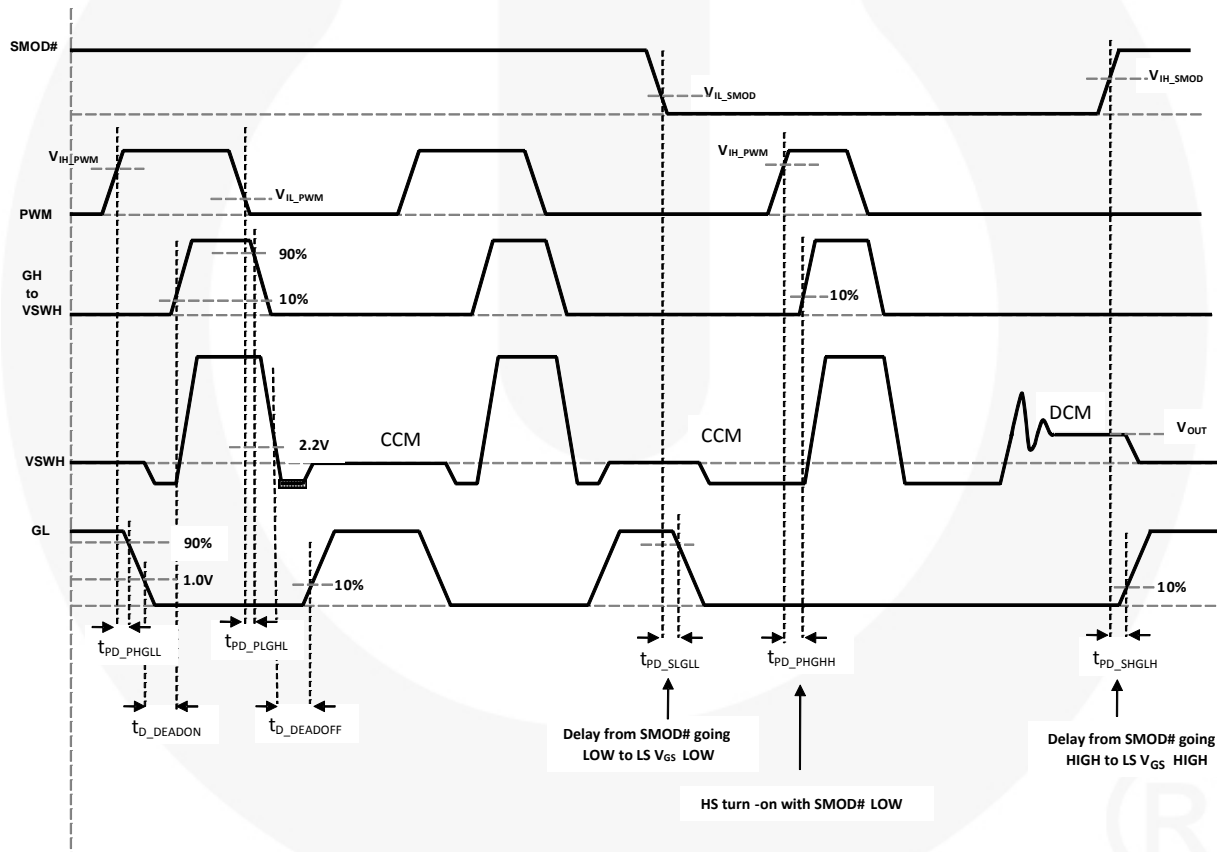 SMOD#
VIL_SMOD
VIH_SMOD
VIH_PWM
VIL_PWM
VIH_PWM
PWM
GH
to
VSWH
90%
10%
10%
2.2V
CCM
CCM
DCM
VOUT
VSWH
GL
90%
1.0V
10%
10%
tPD_PHGLL
tPD_PLGHL
tPD_SLGLL
tPD_PHGHH
tPD_SHGLH
tD_DEADON
tD_DEADOFF
Delay from SMOD# going
LOW to LS VGS LOW
Delay from SMOD# going
HIGH to LS VGS HIGH
HS turn -on with SMOD# LOW
®